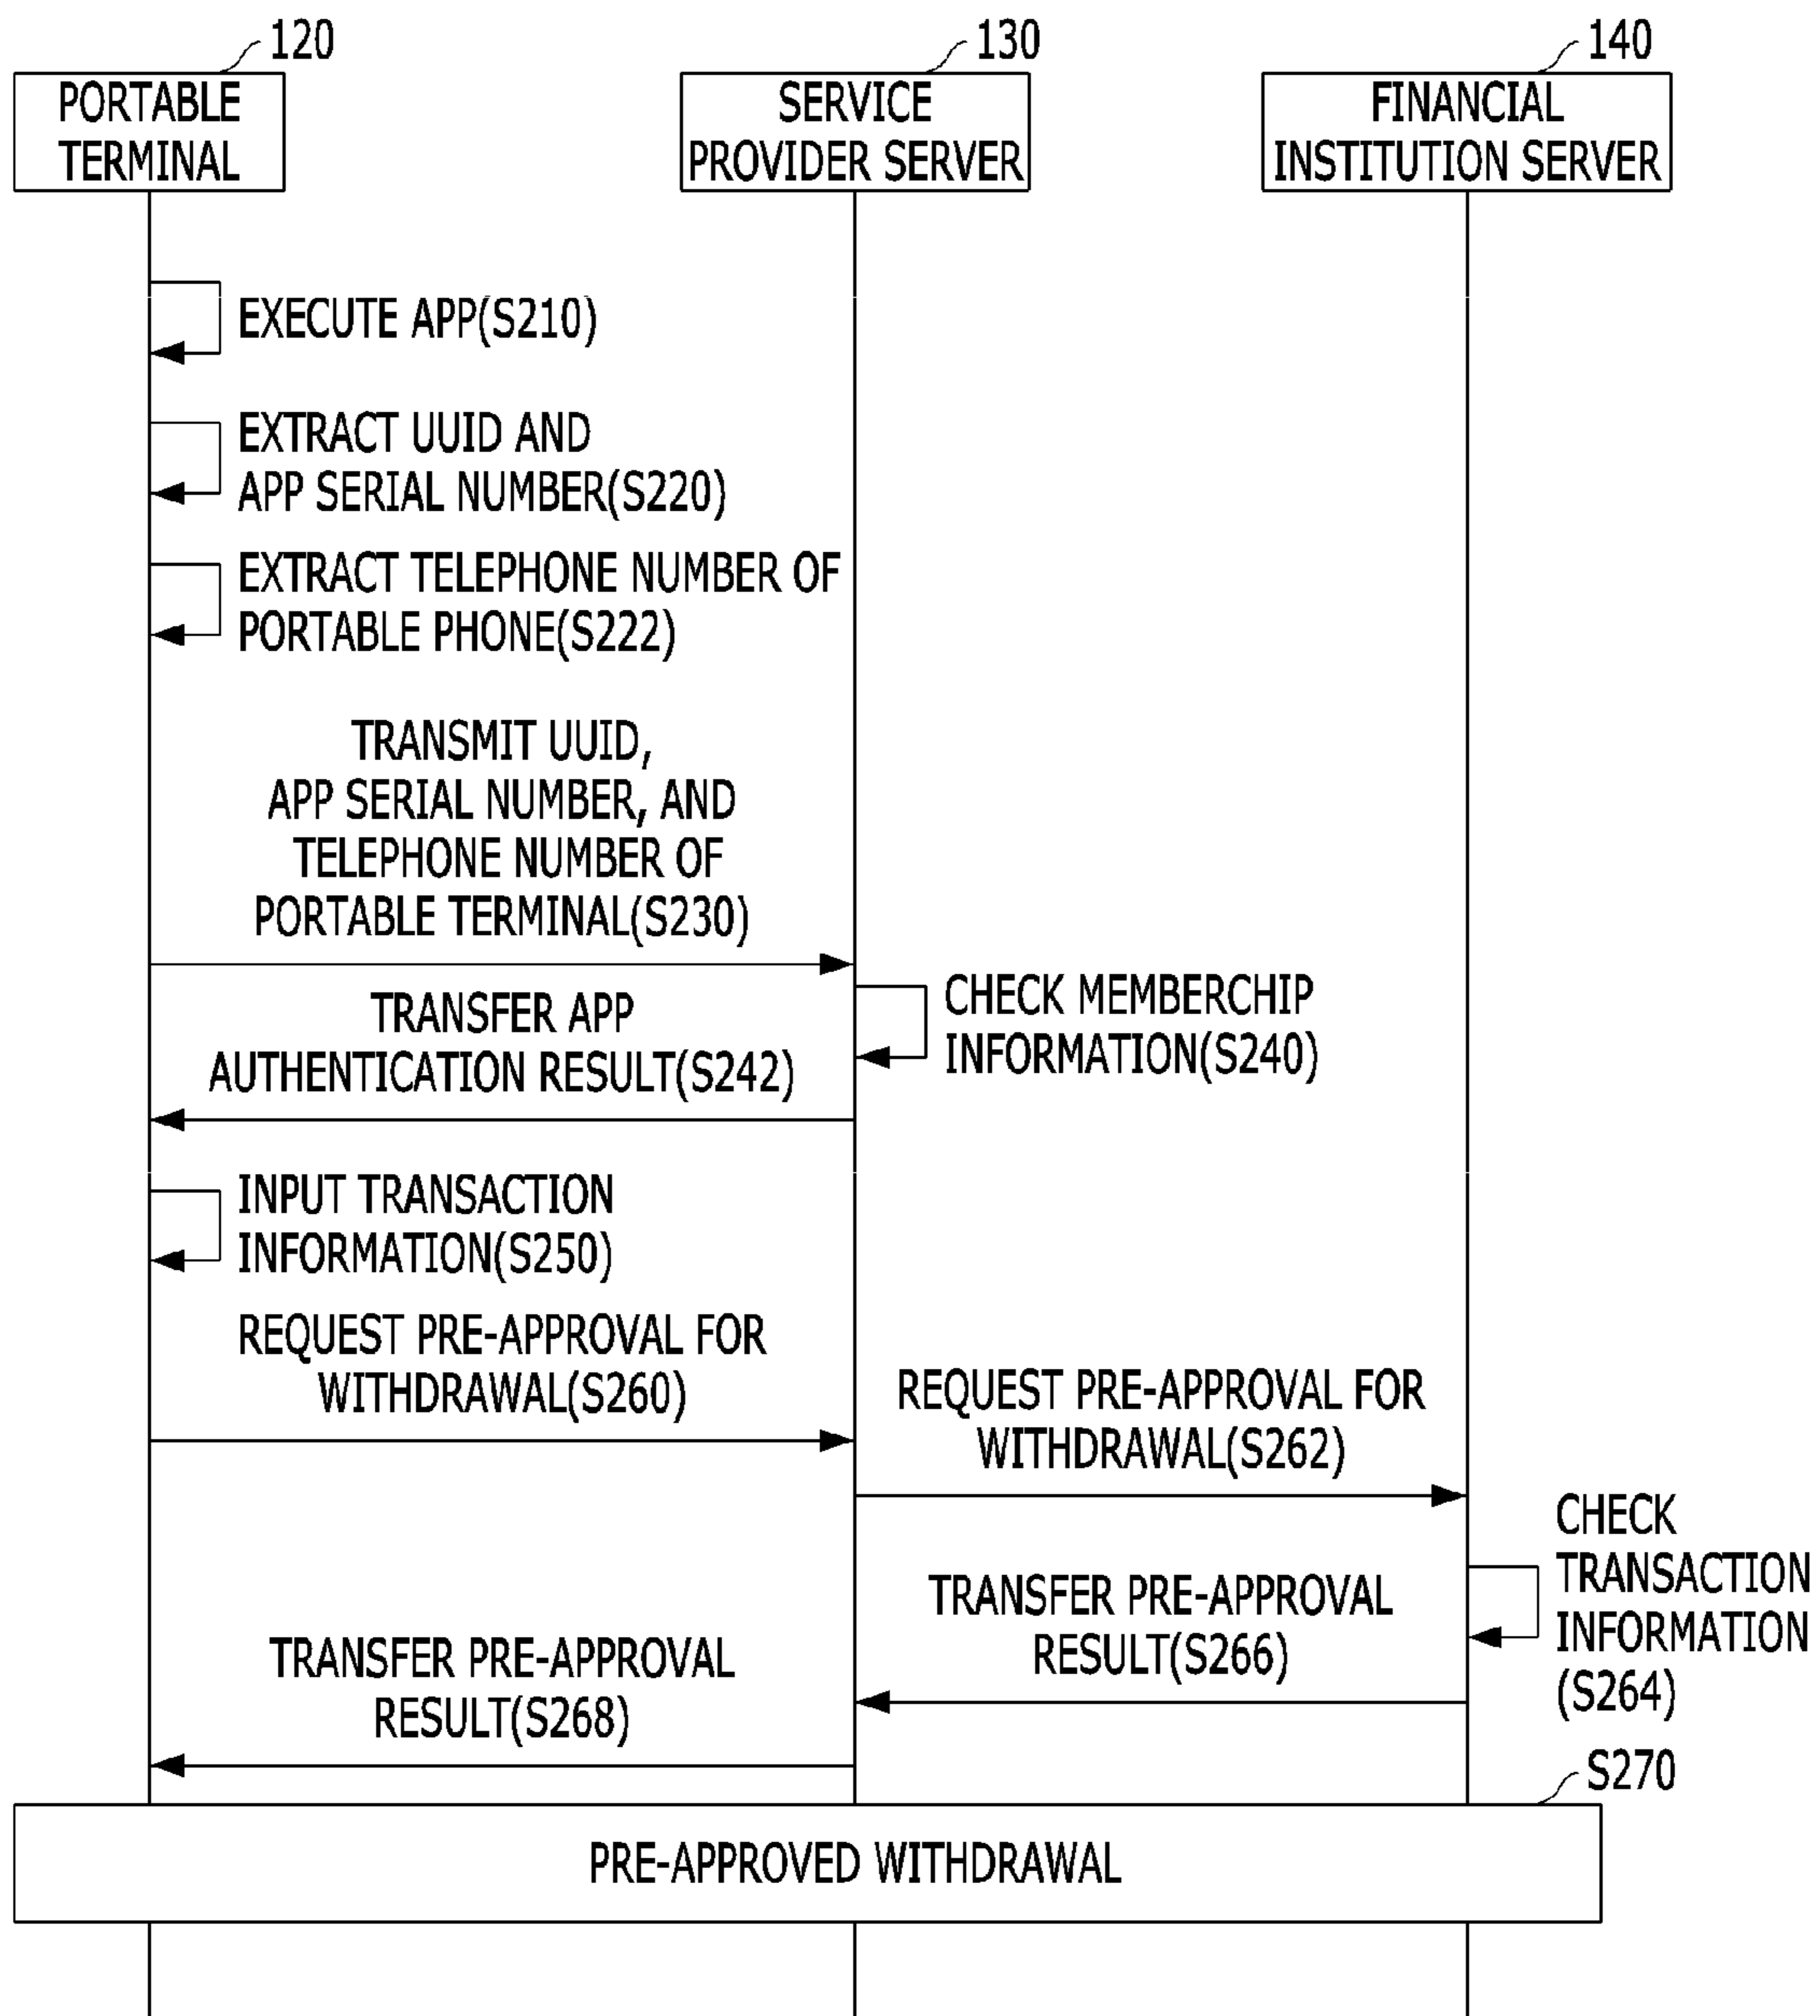 120
PORTABLE
TERMINAL
130
SERVICE
PROVIDER SERVER
140
FINANCIAL
INSTITUTION SERVER
EXECUTE APP(S210)
EXTRACT UUID AND
APP SERIAL NUMBER(S220)
EXTRACT TELEPHONE NUMBER OF
PORTABLE PHONE(S222)
TRANSMIT UUID,
APP SERIAL NUMBER, AND
TELEPHONE NUMBER OF
PORTABLE TERMINAL(S230)
CHECK MEMBERCHIP
INFORMATION(S240)
TRANSFER APP
AUTHENTICATION RESULT(S242)
INPUT TRANSACTION
INFORMATION(S250)
REQUEST PRE-APPROVAL FOR
WITHDRAWAL(S260)
REQUEST PRE-APPROVAL FOR
WITHDRAWAL(S262)
CHECK
TRANSACTION
INFORMATION
(S264)
TRANSFER PRE-APPROVAL
RESULT(S266)
TRANSFER PRE-APPROVAL
RESULT(S268)
S270
PRE-APPROVED WITHDRAWAL